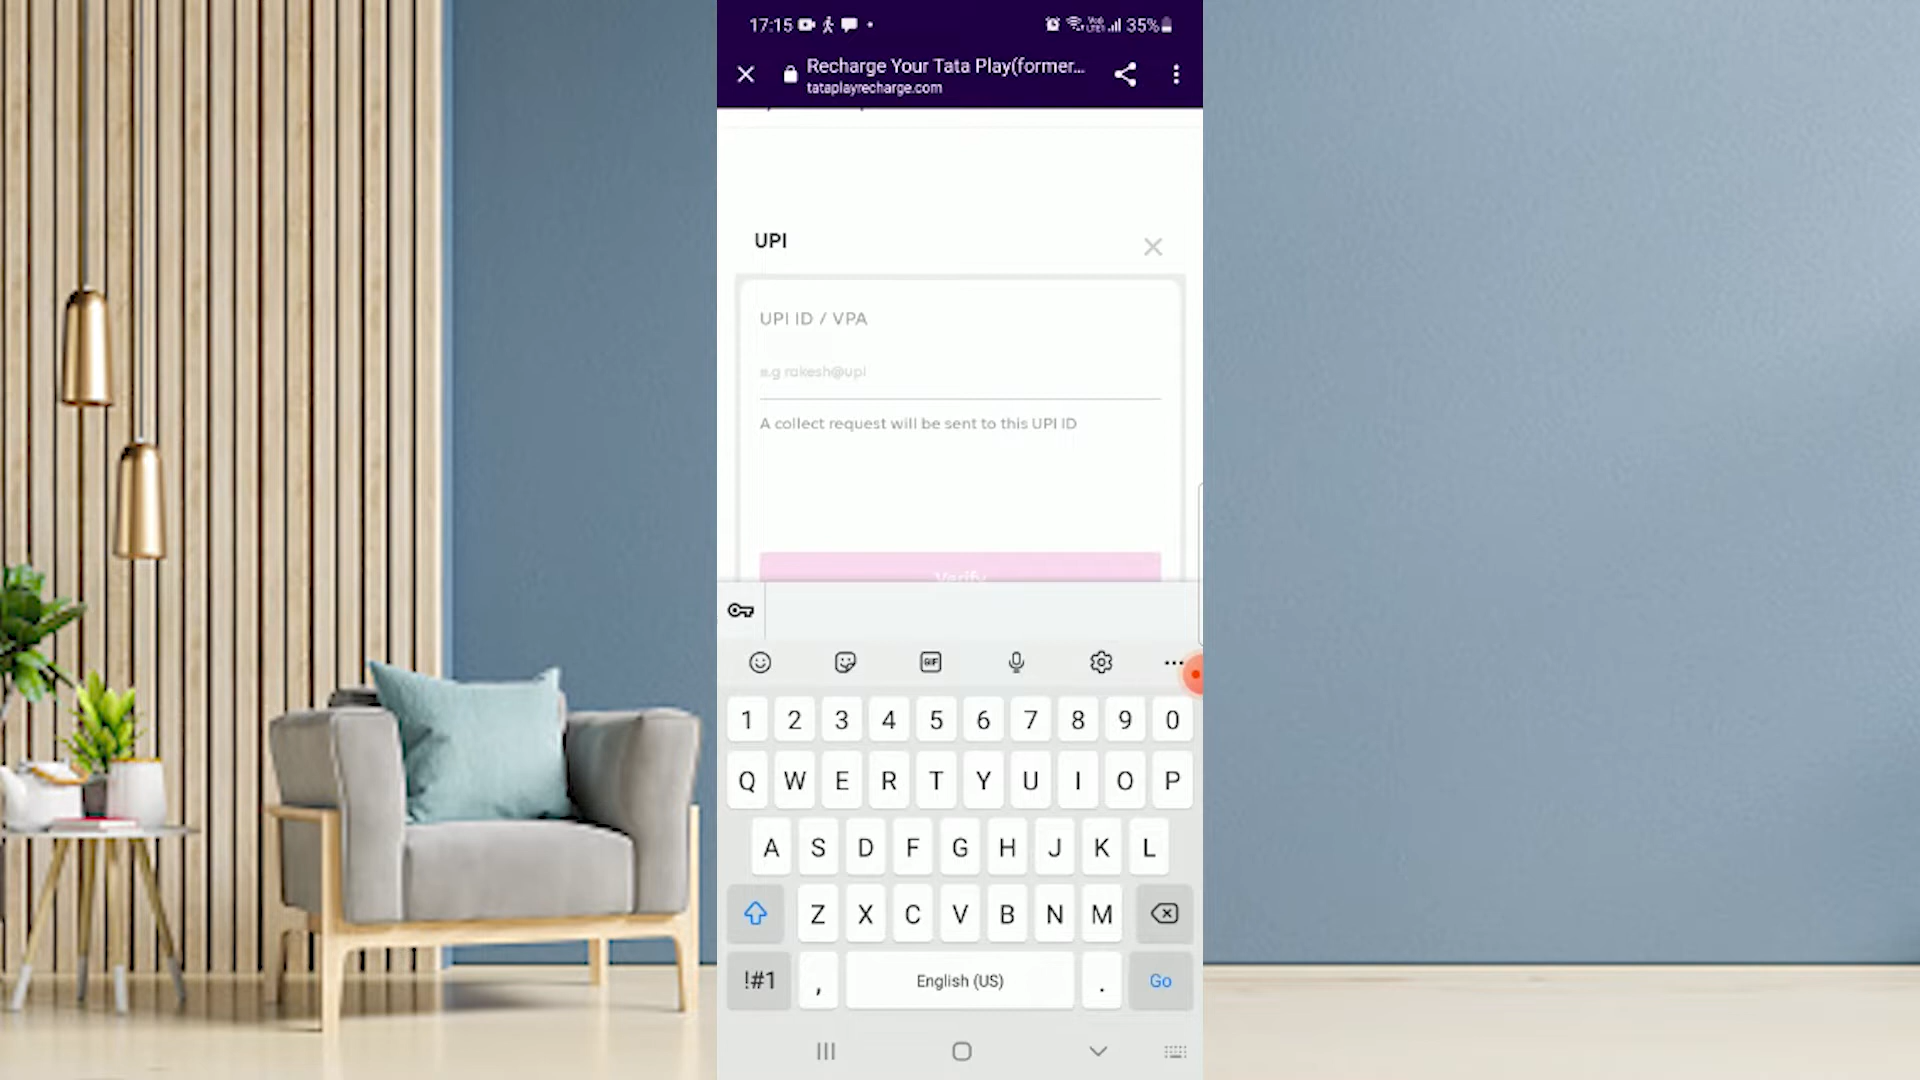 17:15 35%
Recharge Your Tata Play(former...
tataplayrecharge.com
UPI
UPI ID / VPA
e.g rakesh@upi
A collect request will be sent to this UPI ID
Verify
GIF
1 2 3 4 5 6 7 8 9 0
Q W E R T Y U I O P
A S D F G H J K L
Z X C V B N M
!#1 , English (US) . Go